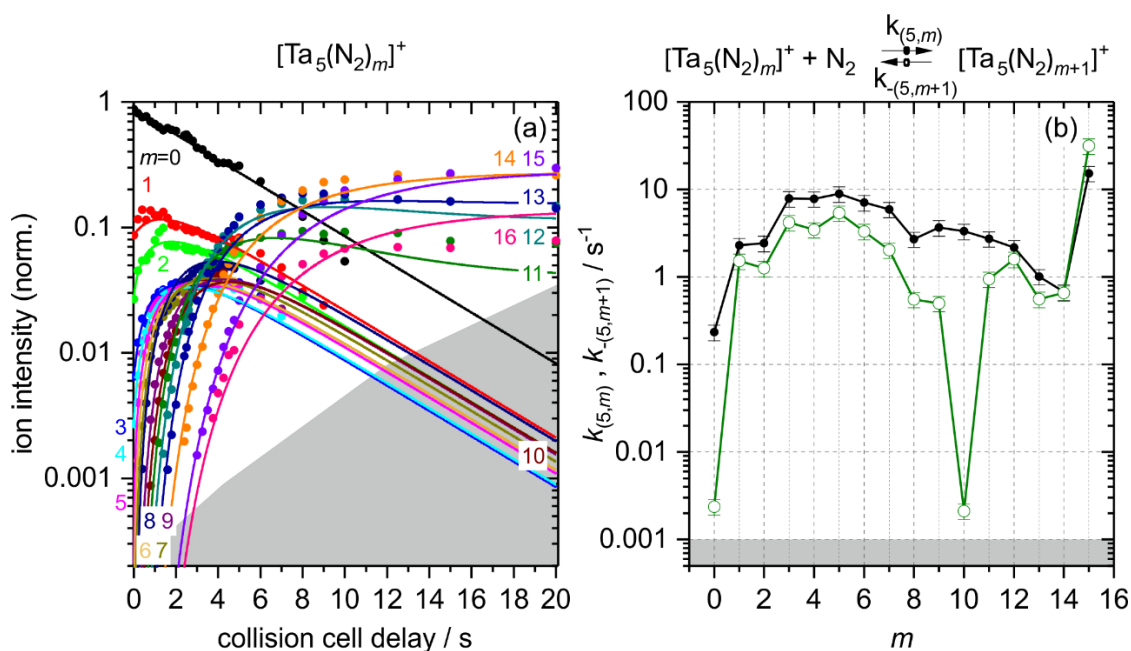 [Ta₅(N₂)ₘ]⁺
(a)
ion intensity (norm.)
1
0.1
0.01
0.001
m=0
1
2
3
4
5
6 7
8 9
10
14 15
13
16 12
11
0 2 4 6 8 10 12 14 16 18 20
collision cell delay / s
[Ta₅(N₂)ₘ]⁺ + N₂ k₍₅,ₘ₎ k₋₍₅,ₘ₊₁₎ [Ta₅(N₂)ₘ₊₁]⁺
(b)
k₍₅,ₘ₎ , k₋₍₅,ₘ₊₁₎ / s⁻¹
100
10
1
0.1
0.01
0.001
0 2 4 6 8 10 12 14 16
m